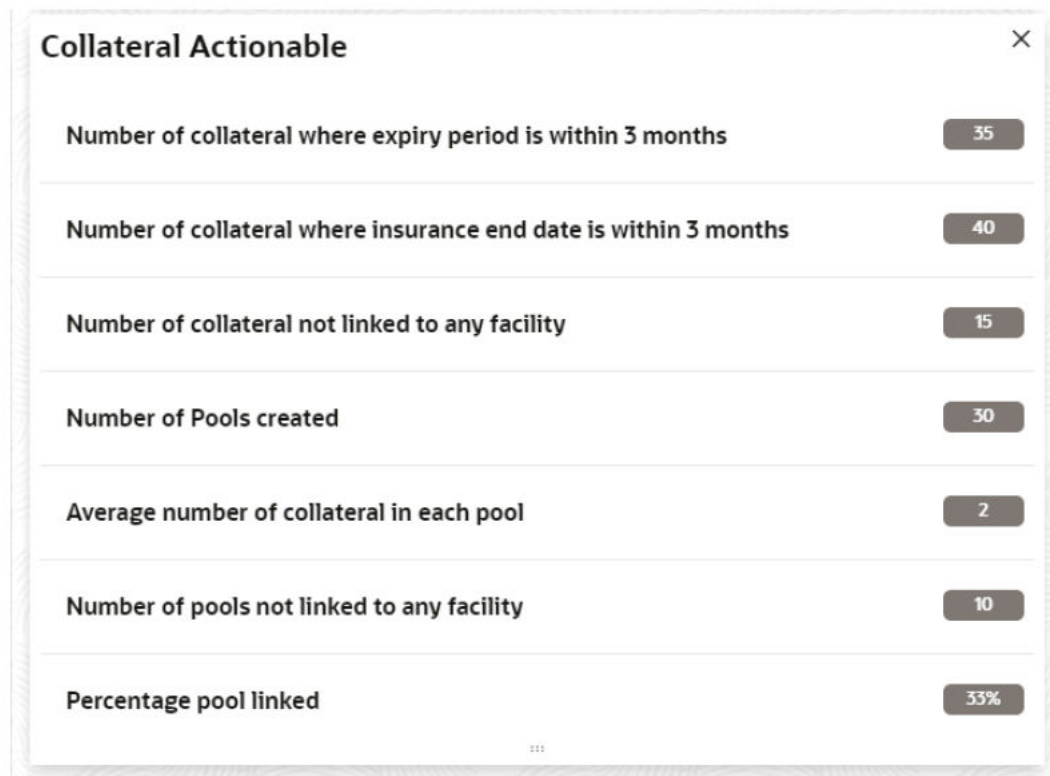 Collateral Actionable
Number of collateral where expiry period is within 3 months 35
Number of collateral where insurance end date is within 3 months 40
Number of collateral not linked to any facility 15
Number of Pools created 30
Average number of collateral in each pool 2
Number of pools not linked to any facility 10
Percentage pool linked 33%